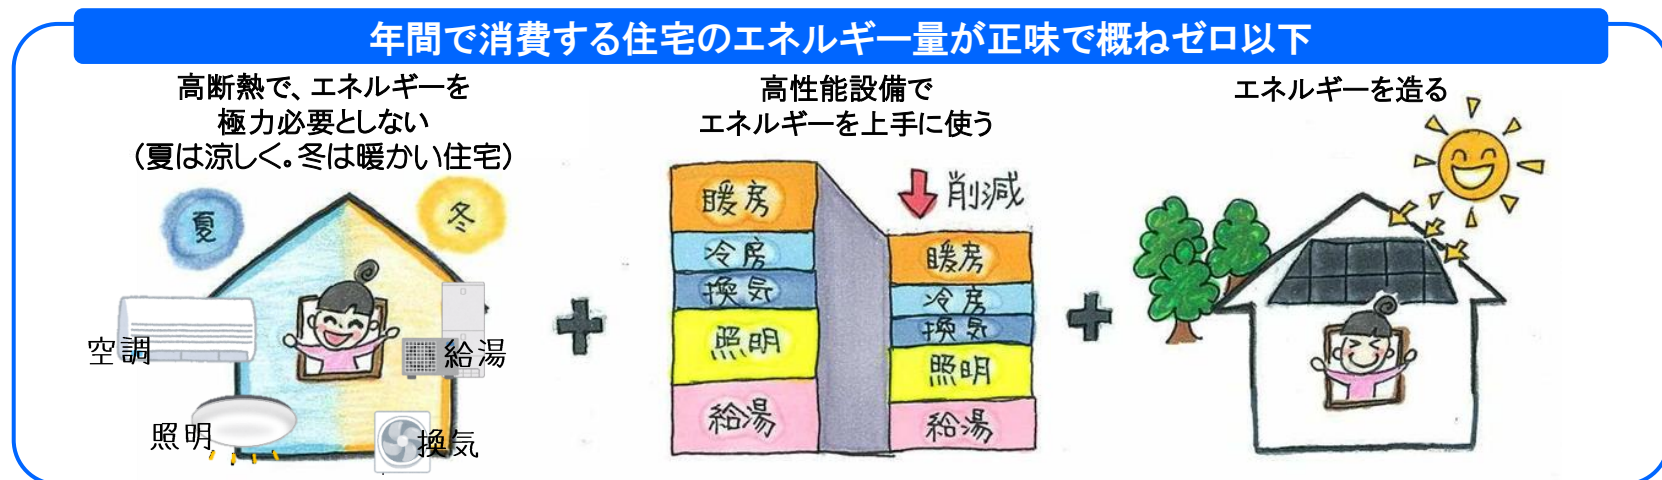 年間で消費する住宅のエネルギー量が正味で概ねゼロ以下
高断熱で、エネルギーを
極力必要としない
（夏は涼しく。冬は暖かい住宅）
夏
冬
空調
給湯
照明
換気
高性能設備で
エネルギーを上手に使う
暖房
冷房
換気
照明
給湯
削減
暖房
冷房
換気
照明
給湯
エネルギーを造る